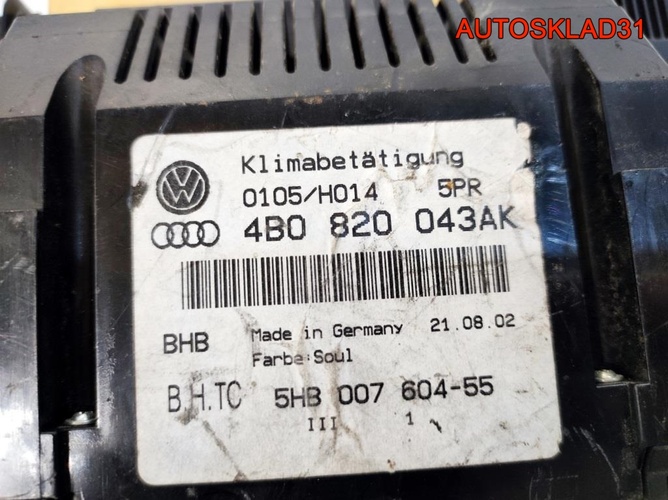 AUTOSKLAD31
Klimabetätigung
0105/H014 5PR
4B0 820 043AK
BHB Made in Germany 21.08.02
Farbe:Soul
B.H.TC 5HB 007 604-55
III 1